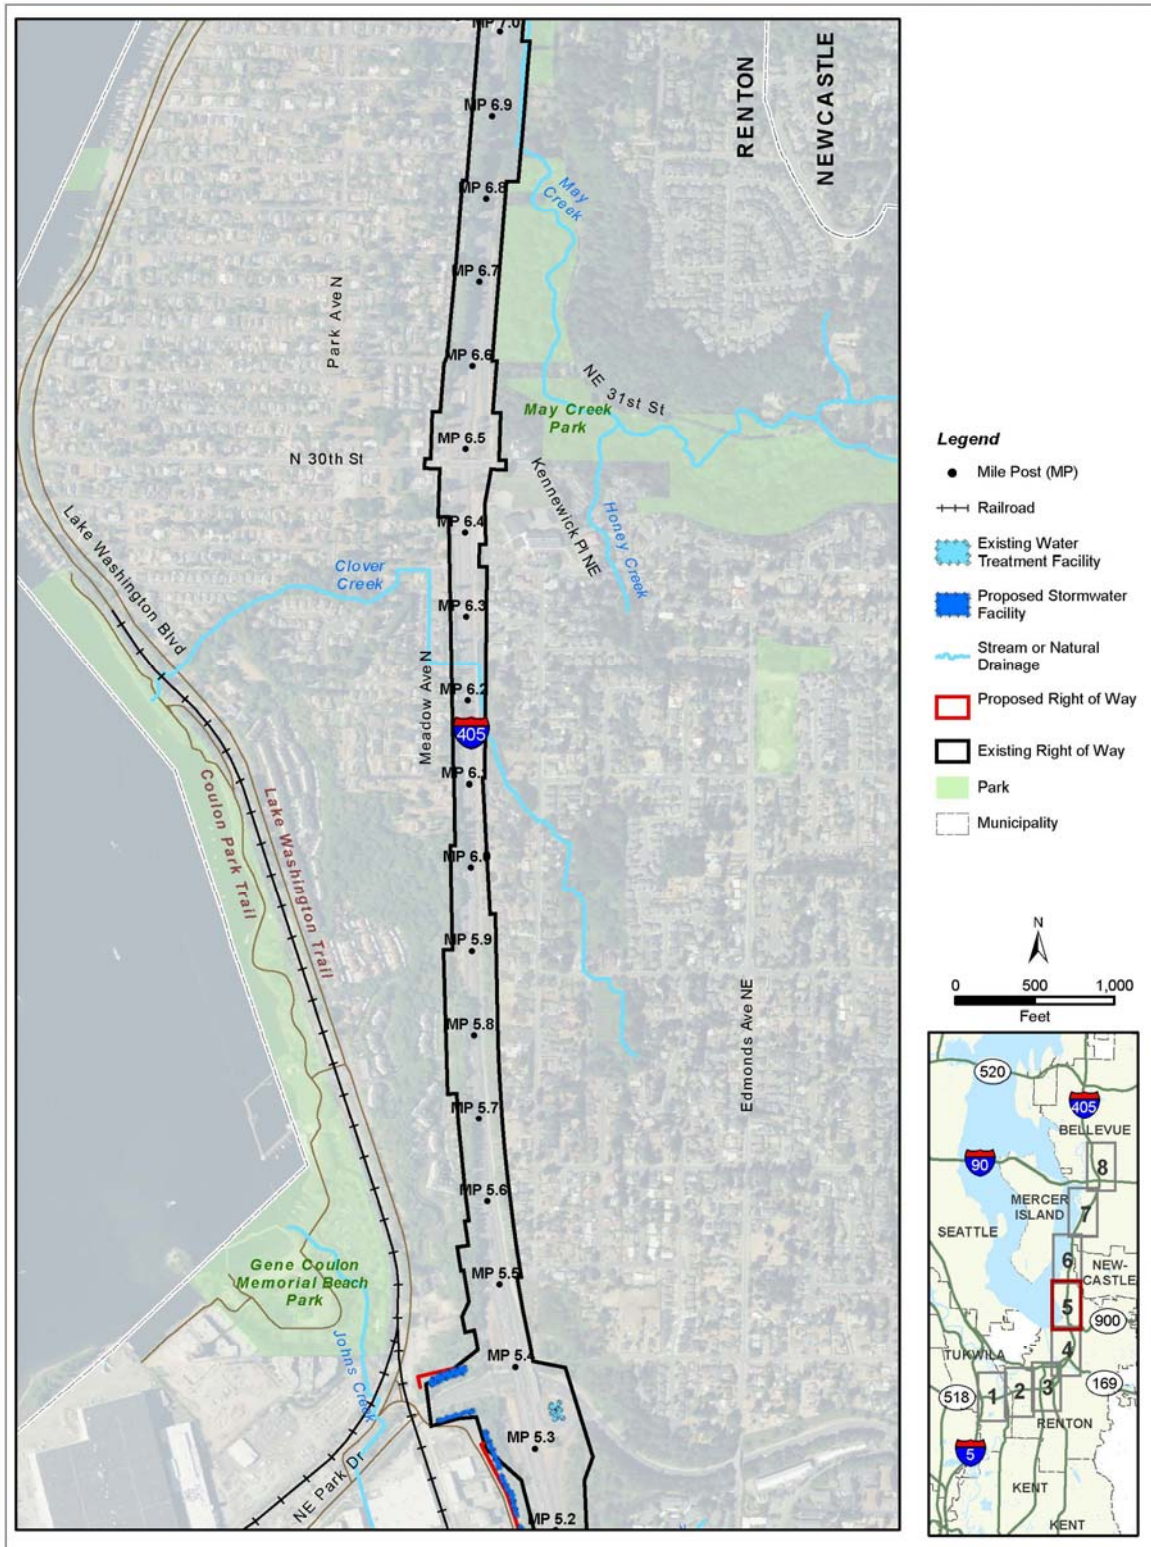 MP 7.0
MP 6.9
RENTON
NEWCASTLE
MP 6.8
May
Creek
MP 6.7
Park Ave N
MP 6.6
NE 31st St
May Creek
Park
MP 6.5
N 30th St
Kennewick Pl NE
Honey Creek
MP 6.4
Lake Washington Blvd
Clover
Creek
MP 6.3
Meadow Ave N
MP 6.2
405
MP 6.1
Coulon Park Trail
Lake Washington Trail
MP 6.0
MP 5.9
Edmonds Ave NE
MP 5.8
MP 5.7
MP 5.6
Gene Coulon
Memorial Beach
Park
MP 5.5
Johns Creek
MP 5.4
MP 5.3
NE Park Dr
MP 5.2
Legend
Mile Post (MP)
Railroad
Existing Water
Treatment Facility
Proposed Stormwater
Facility
Stream or Natural
Drainage
Proposed Right of Way
Existing Right of Way
Park
Municipality
N
0 500 1,000
Feet
520
405
BELLEVUE
90
8
MERCER
ISLAND
7
SEATTLE
6
NEW-
CASTLE
5
900
4
TUKWILA
518
1
2
3
169
RENTON
5
KENT
KENT